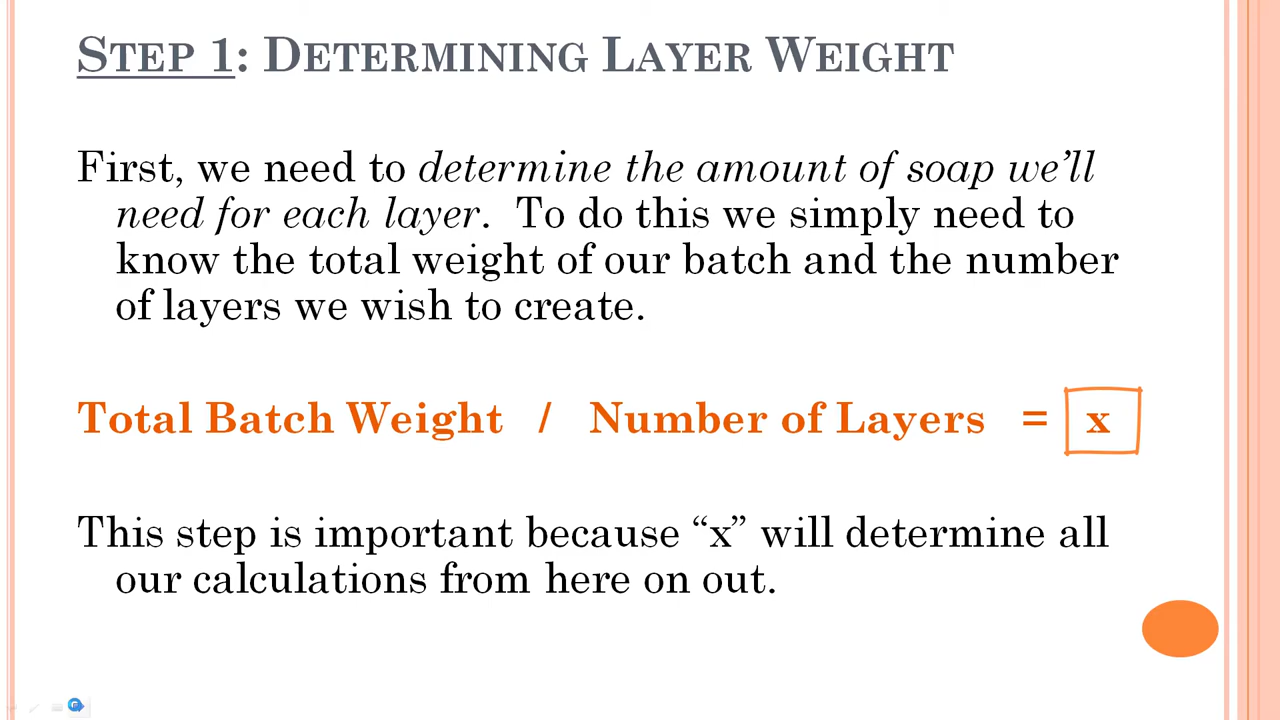 STEP 1: DETERMINING LAYER WEIGHT
First, we need to determine the amount of soap we’ll
need for each layer. To do this we simply need to
know the total weight of our batch and the number
of layers we wish to create.
Total Batch Weight / Number of Layers = x
This step is important because “x” will determine all
our calculations from here on out.